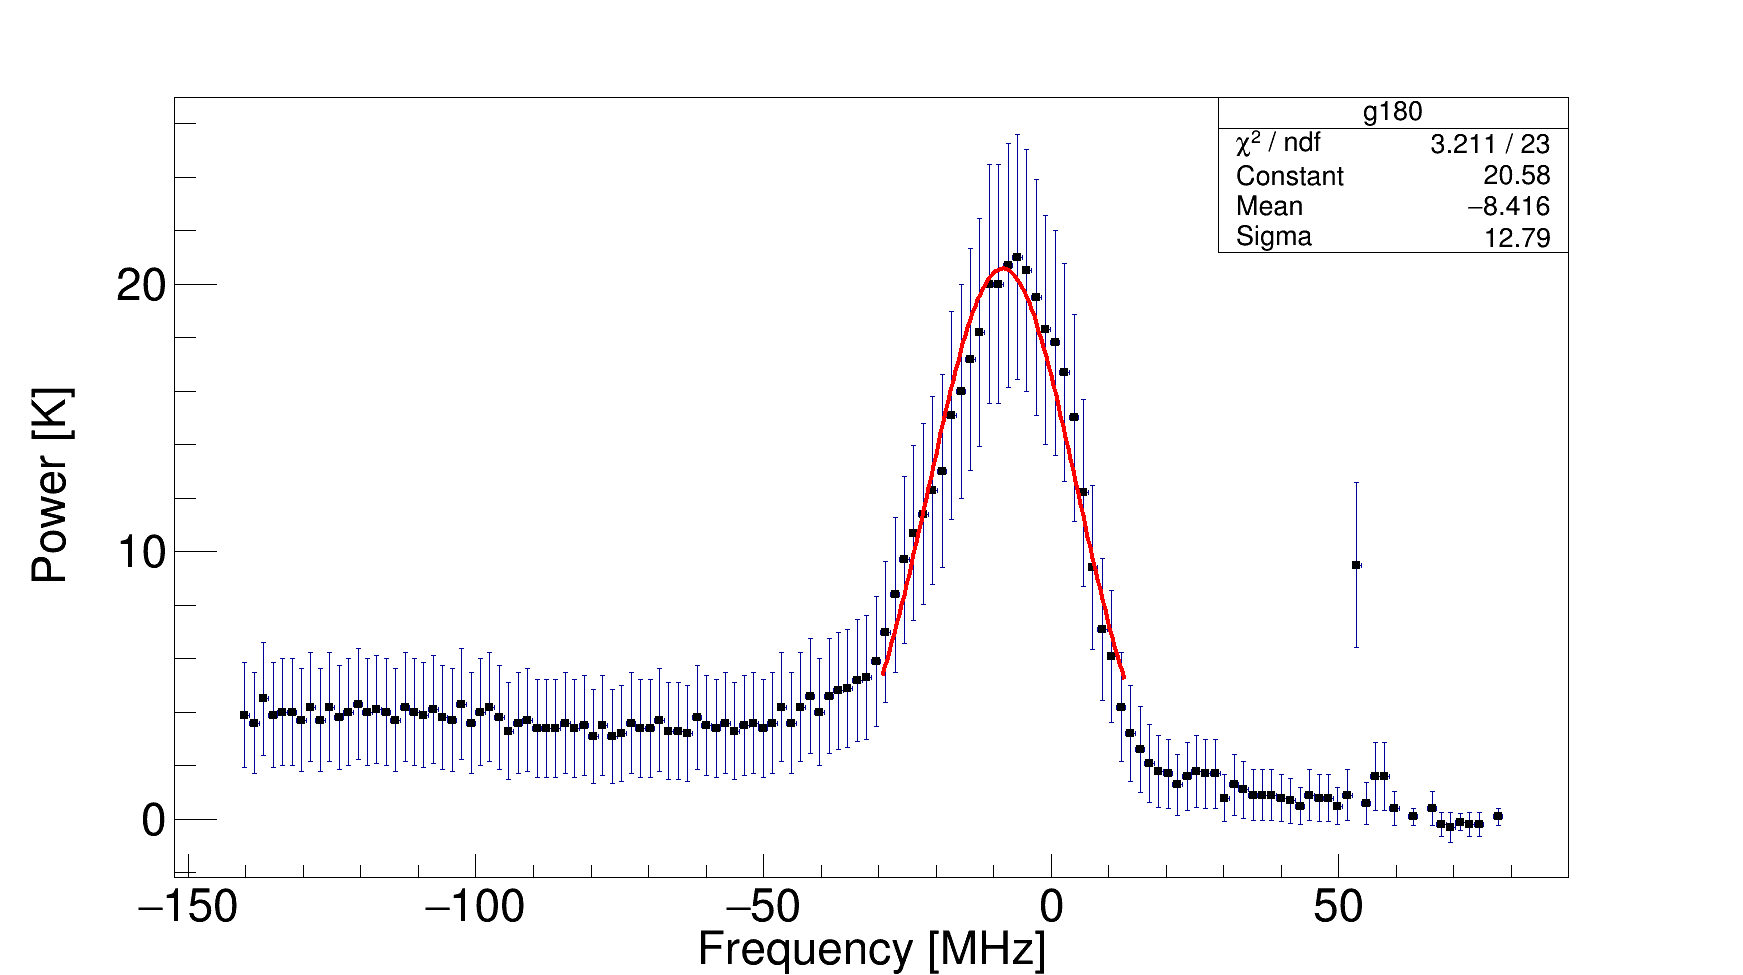 g180
χ² / ndf 3.211 / 23
Constant 20.58
Mean −8.416
Sigma 12.79
20
10
0
Power [K]
−150 −100 −50 0 50
Frequency [MHz]